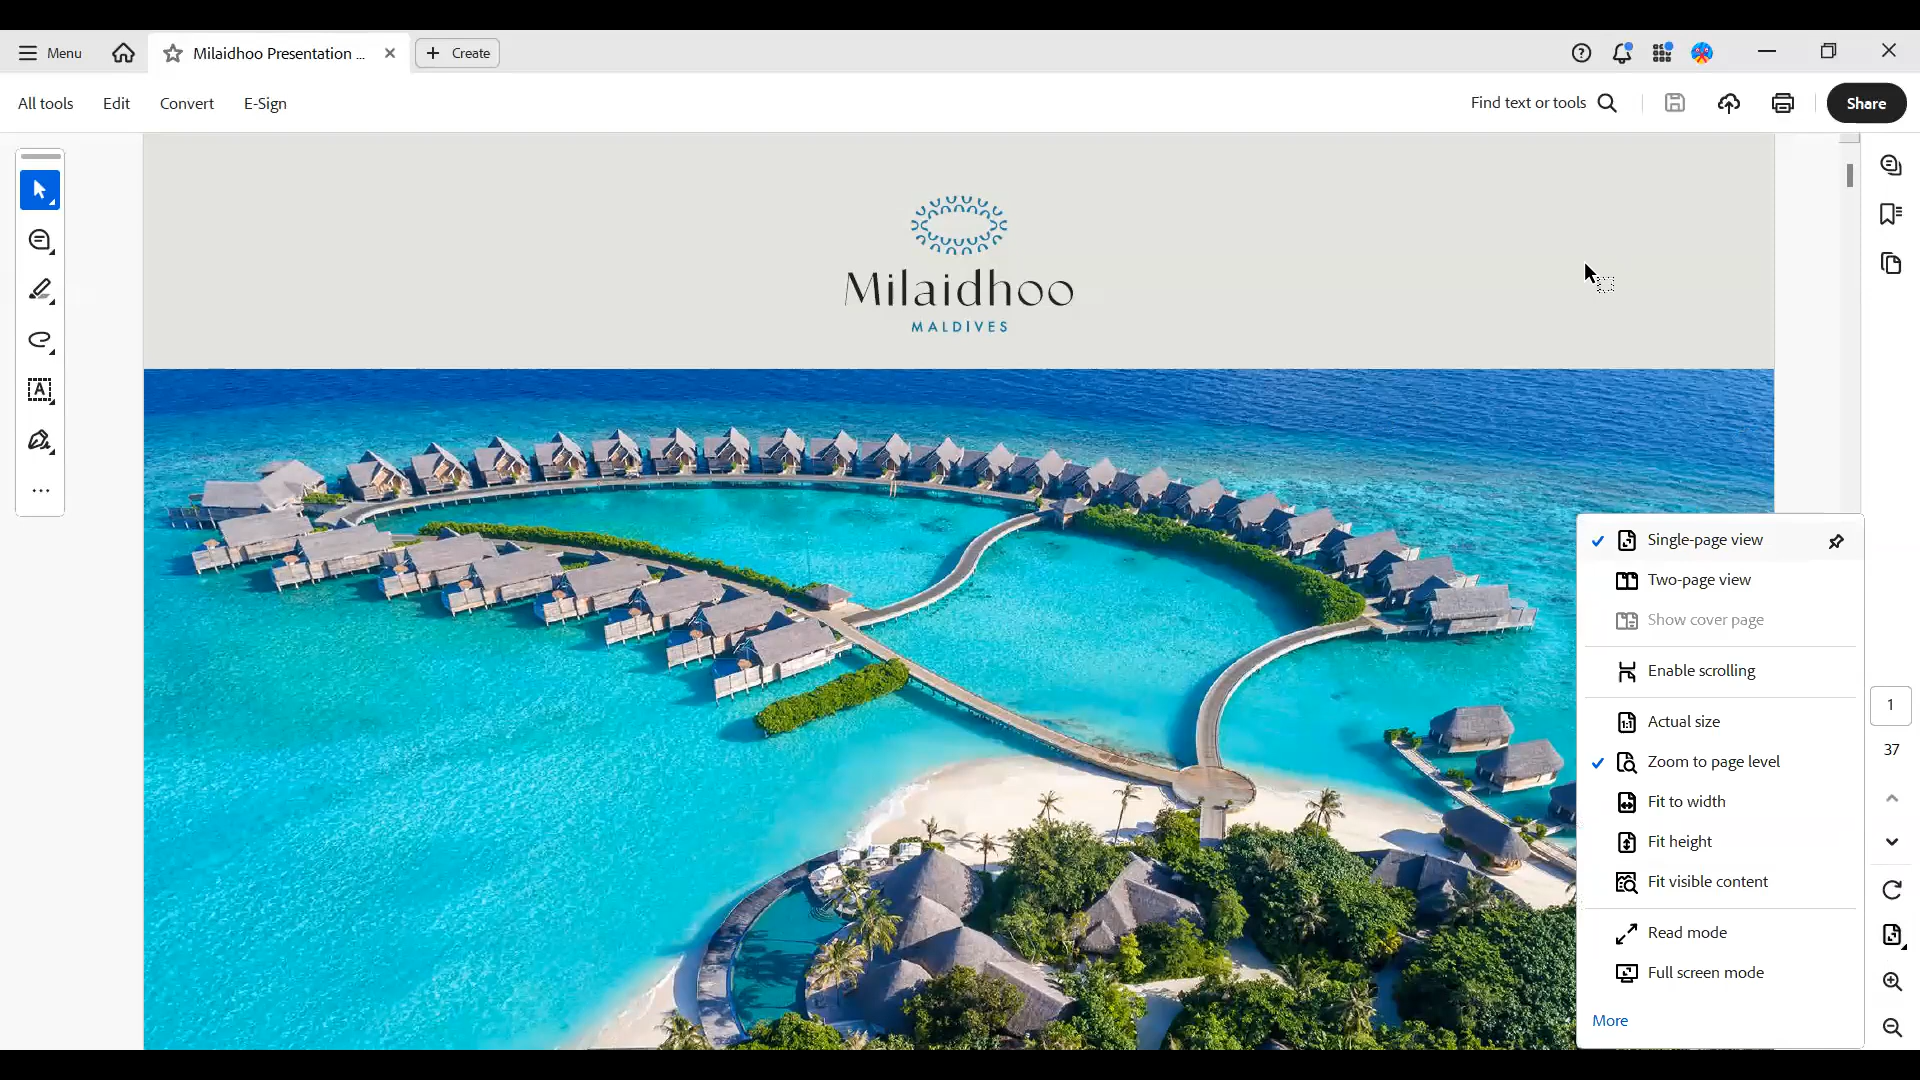 Menu
Milaidhoo Presentation ...
Create
All tools
Edit
Convert
E-Sign
Find text or tools
Share
Milaidhoo
MALDIVES
Single-page view
Two-page view
Show cover page
Enable scrolling
Actual size
Zoom to page level
Fit to width
Fit height
Fit visible content
Read mode
Full screen mode
More
1
37